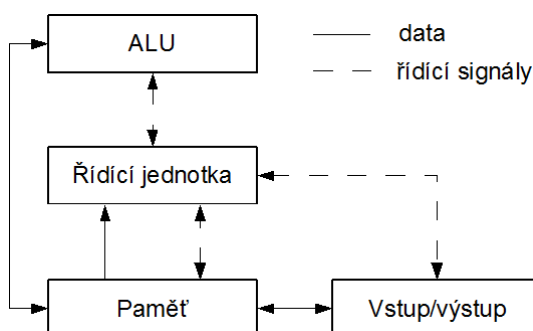 ALU
data
řídící signály
Řídící jednotka
Paměť
Vstup/výstup